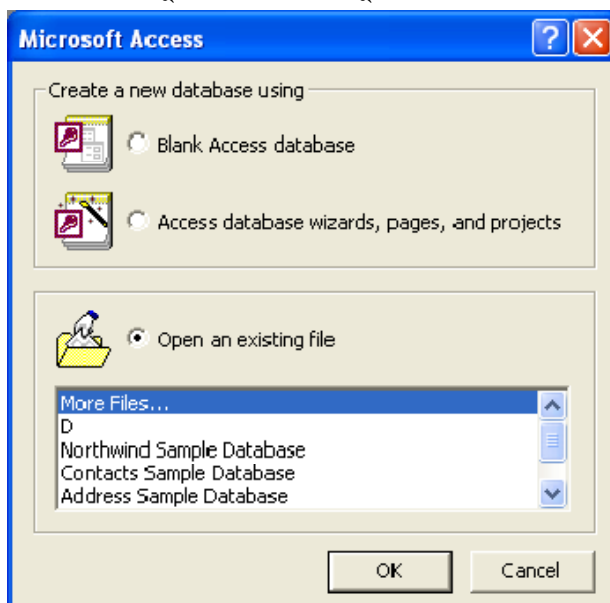 Microsoft Access
Create a new database using
Blank Access database
Access database wizards, pages, and projects
Open an existing file
More Files...
D
Northwind Sample Database
Contacts Sample Database
Address Sample Database
OK Cancel